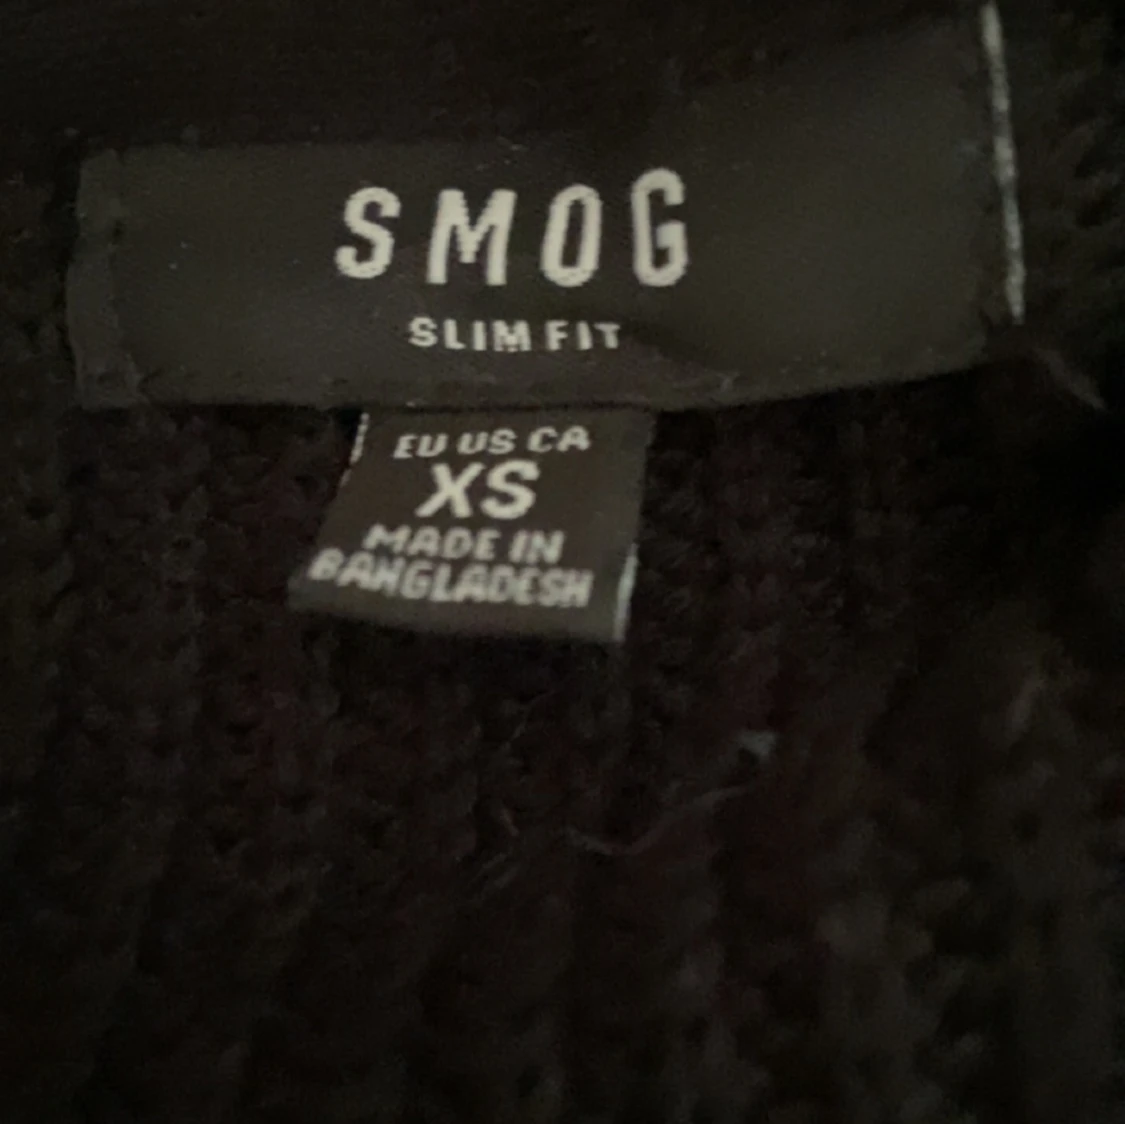 SMOG
SLIM FIT
EU US CA
XS
MADE IN
BANGLADESH